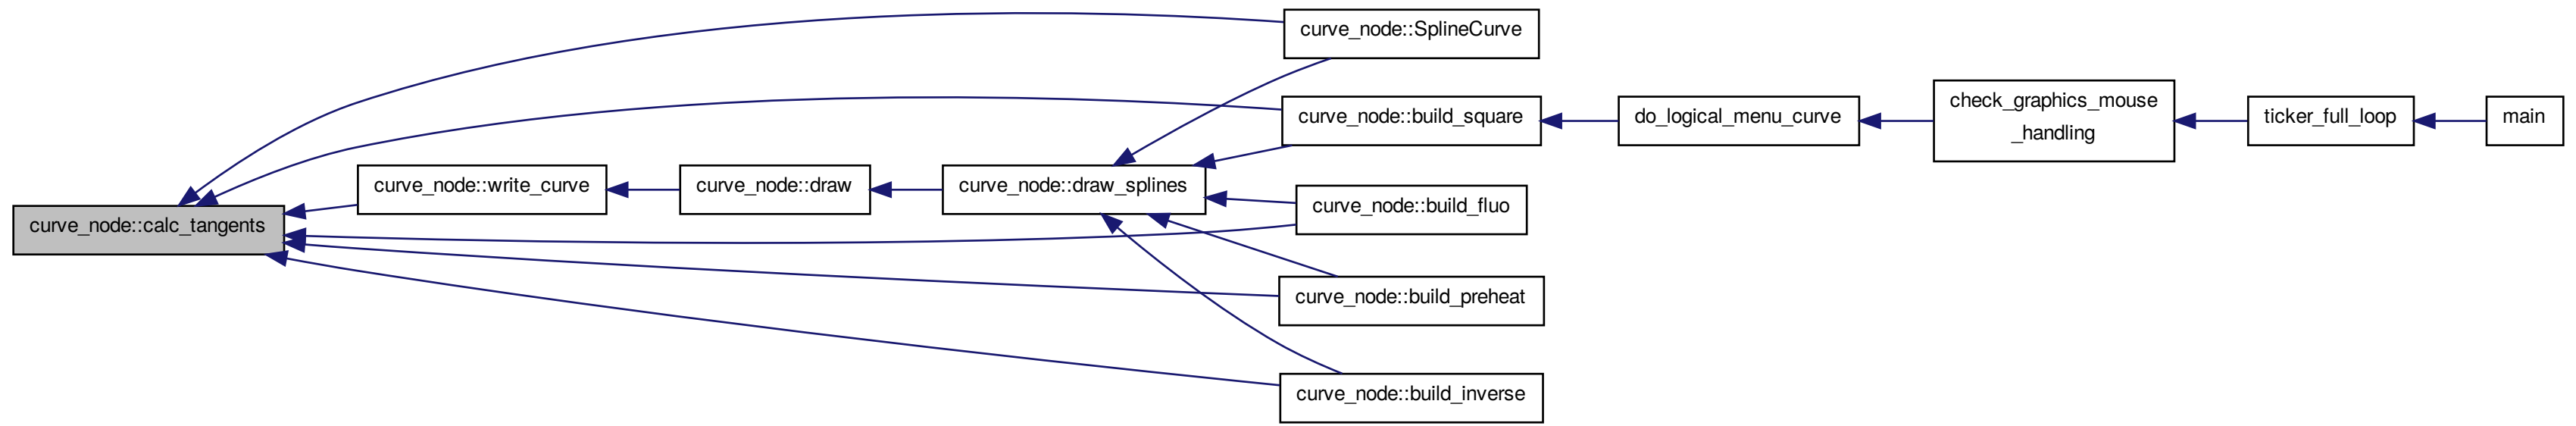 curve_node::SplineCurve
curve_node::build_square
do_logical_menu_curve
check_graphics_mouse
_handling
ticker_full_loop
main
curve_node::write_curve
curve_node::draw
curve_node::draw_splines
curve_node::build_fluo
curve_node::calc_tangents
curve_node::build_preheat
curve_node::build_inverse